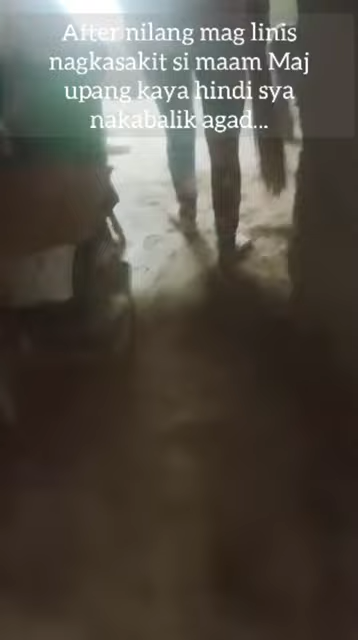 After nilang mag linis
nagkasakit si maam Maj
upang kaya hindi sya
nakabalik agad...